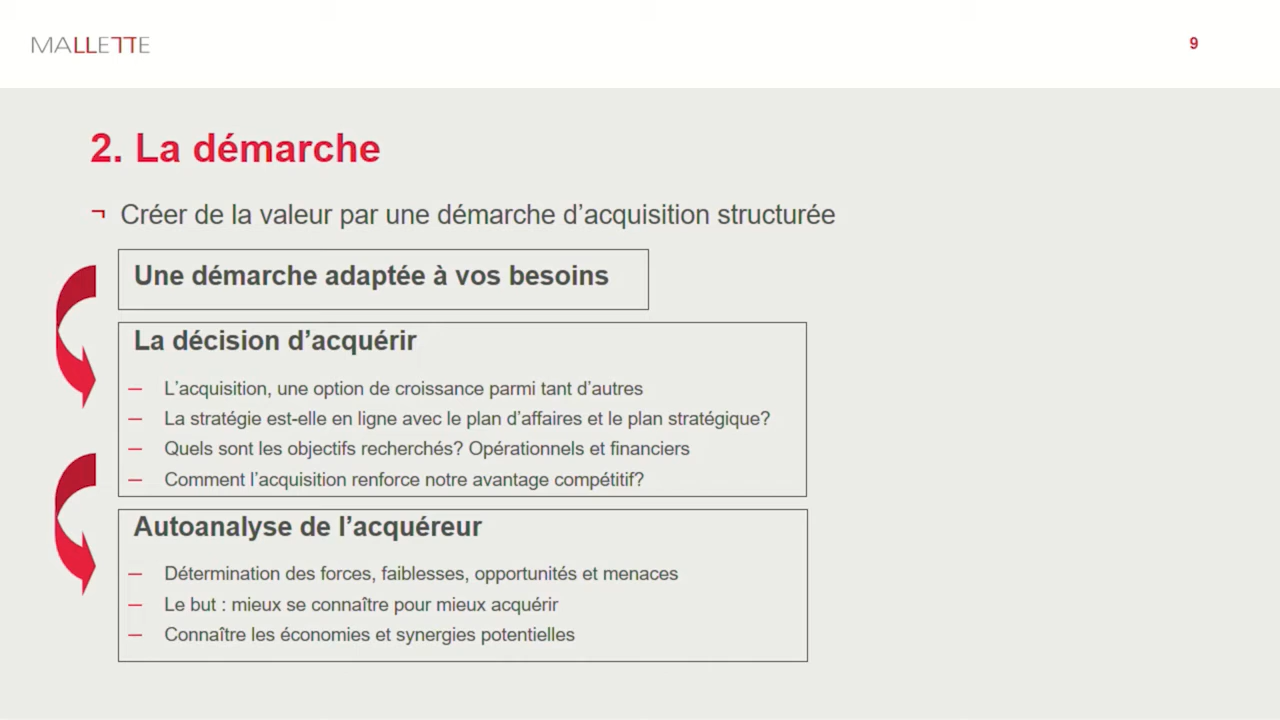 MALLETTE
9
2. La démarche
¬ Créer de la valeur par une démarche d’acquisition structurée
Une démarche adaptée à vos besoins
La décision d’acquérir
– L’acquisition, une option de croissance parmi tant d’autres
– La stratégie est-elle en ligne avec le plan d’affaires et le plan stratégique?
– Quels sont les objectifs recherchés? Opérationnels et financiers
– Comment l’acquisition renforce notre avantage compétitif?
Autoanalyse de l’acquéreur
– Détermination des forces, faiblesses, opportunités et menaces
– Le but : mieux se connaître pour mieux acquérir
– Connaître les économies et synergies potentielles